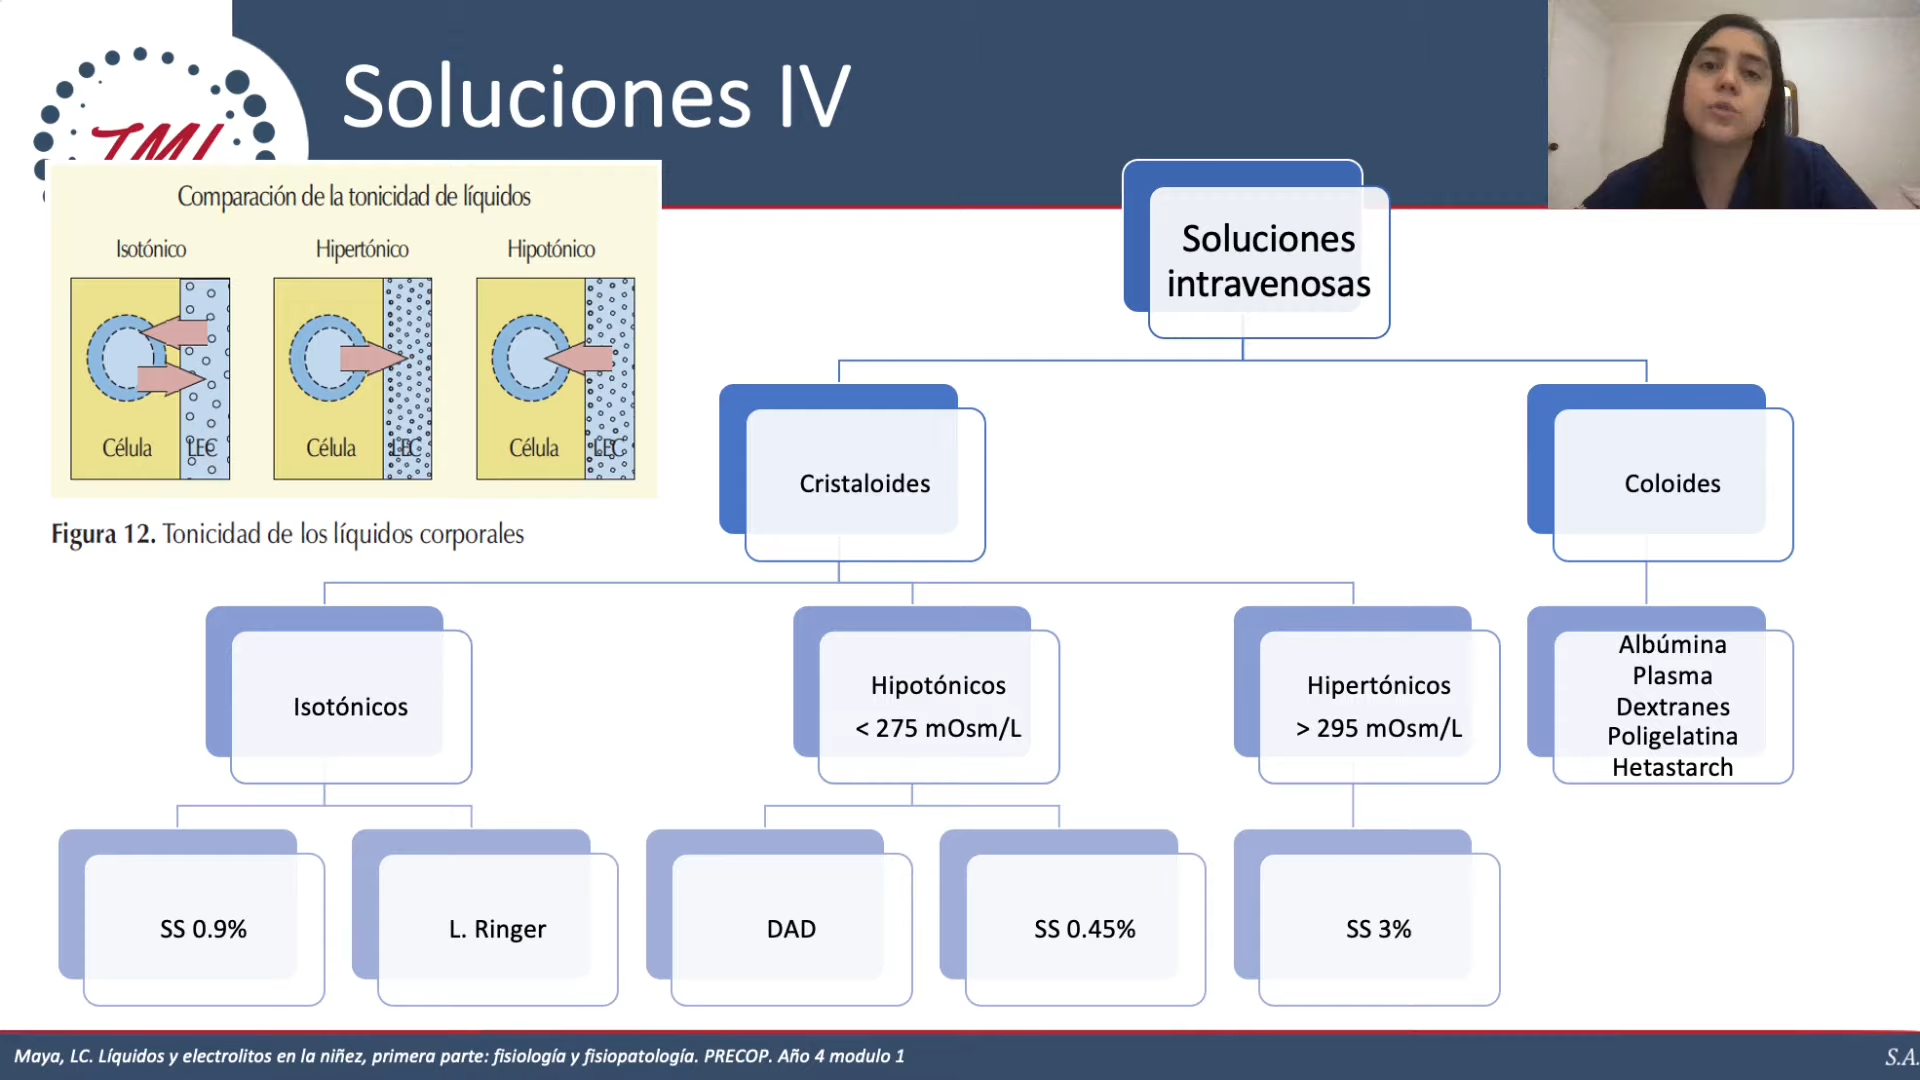 Soluciones IV
TMI
Comparación de la tonicidad de líquidos
Isotónico
Hipertónico
Hipotónico
Célula
LEC
Célula
LEC
Célula
LEC
Figura 12. Tonicidad de los líquidos corporales
Soluciones
intravenosas
Cristaloides
Coloides
Isotónicos
Hipotónicos
< 275 mOsm/L
Hipertónicos
> 295 mOsm/L
Albúmina
Plasma
Dextranes
Poligelatina
Hetastarch
SS 0.9%
L. Ringer
DAD
SS 0.45%
SS 3%
Maya, LC. Líquidos y electrolitos en la niñez, primera parte: fisiología y fisiopatología. PRECOP. Año 4 modulo 1
S.A.